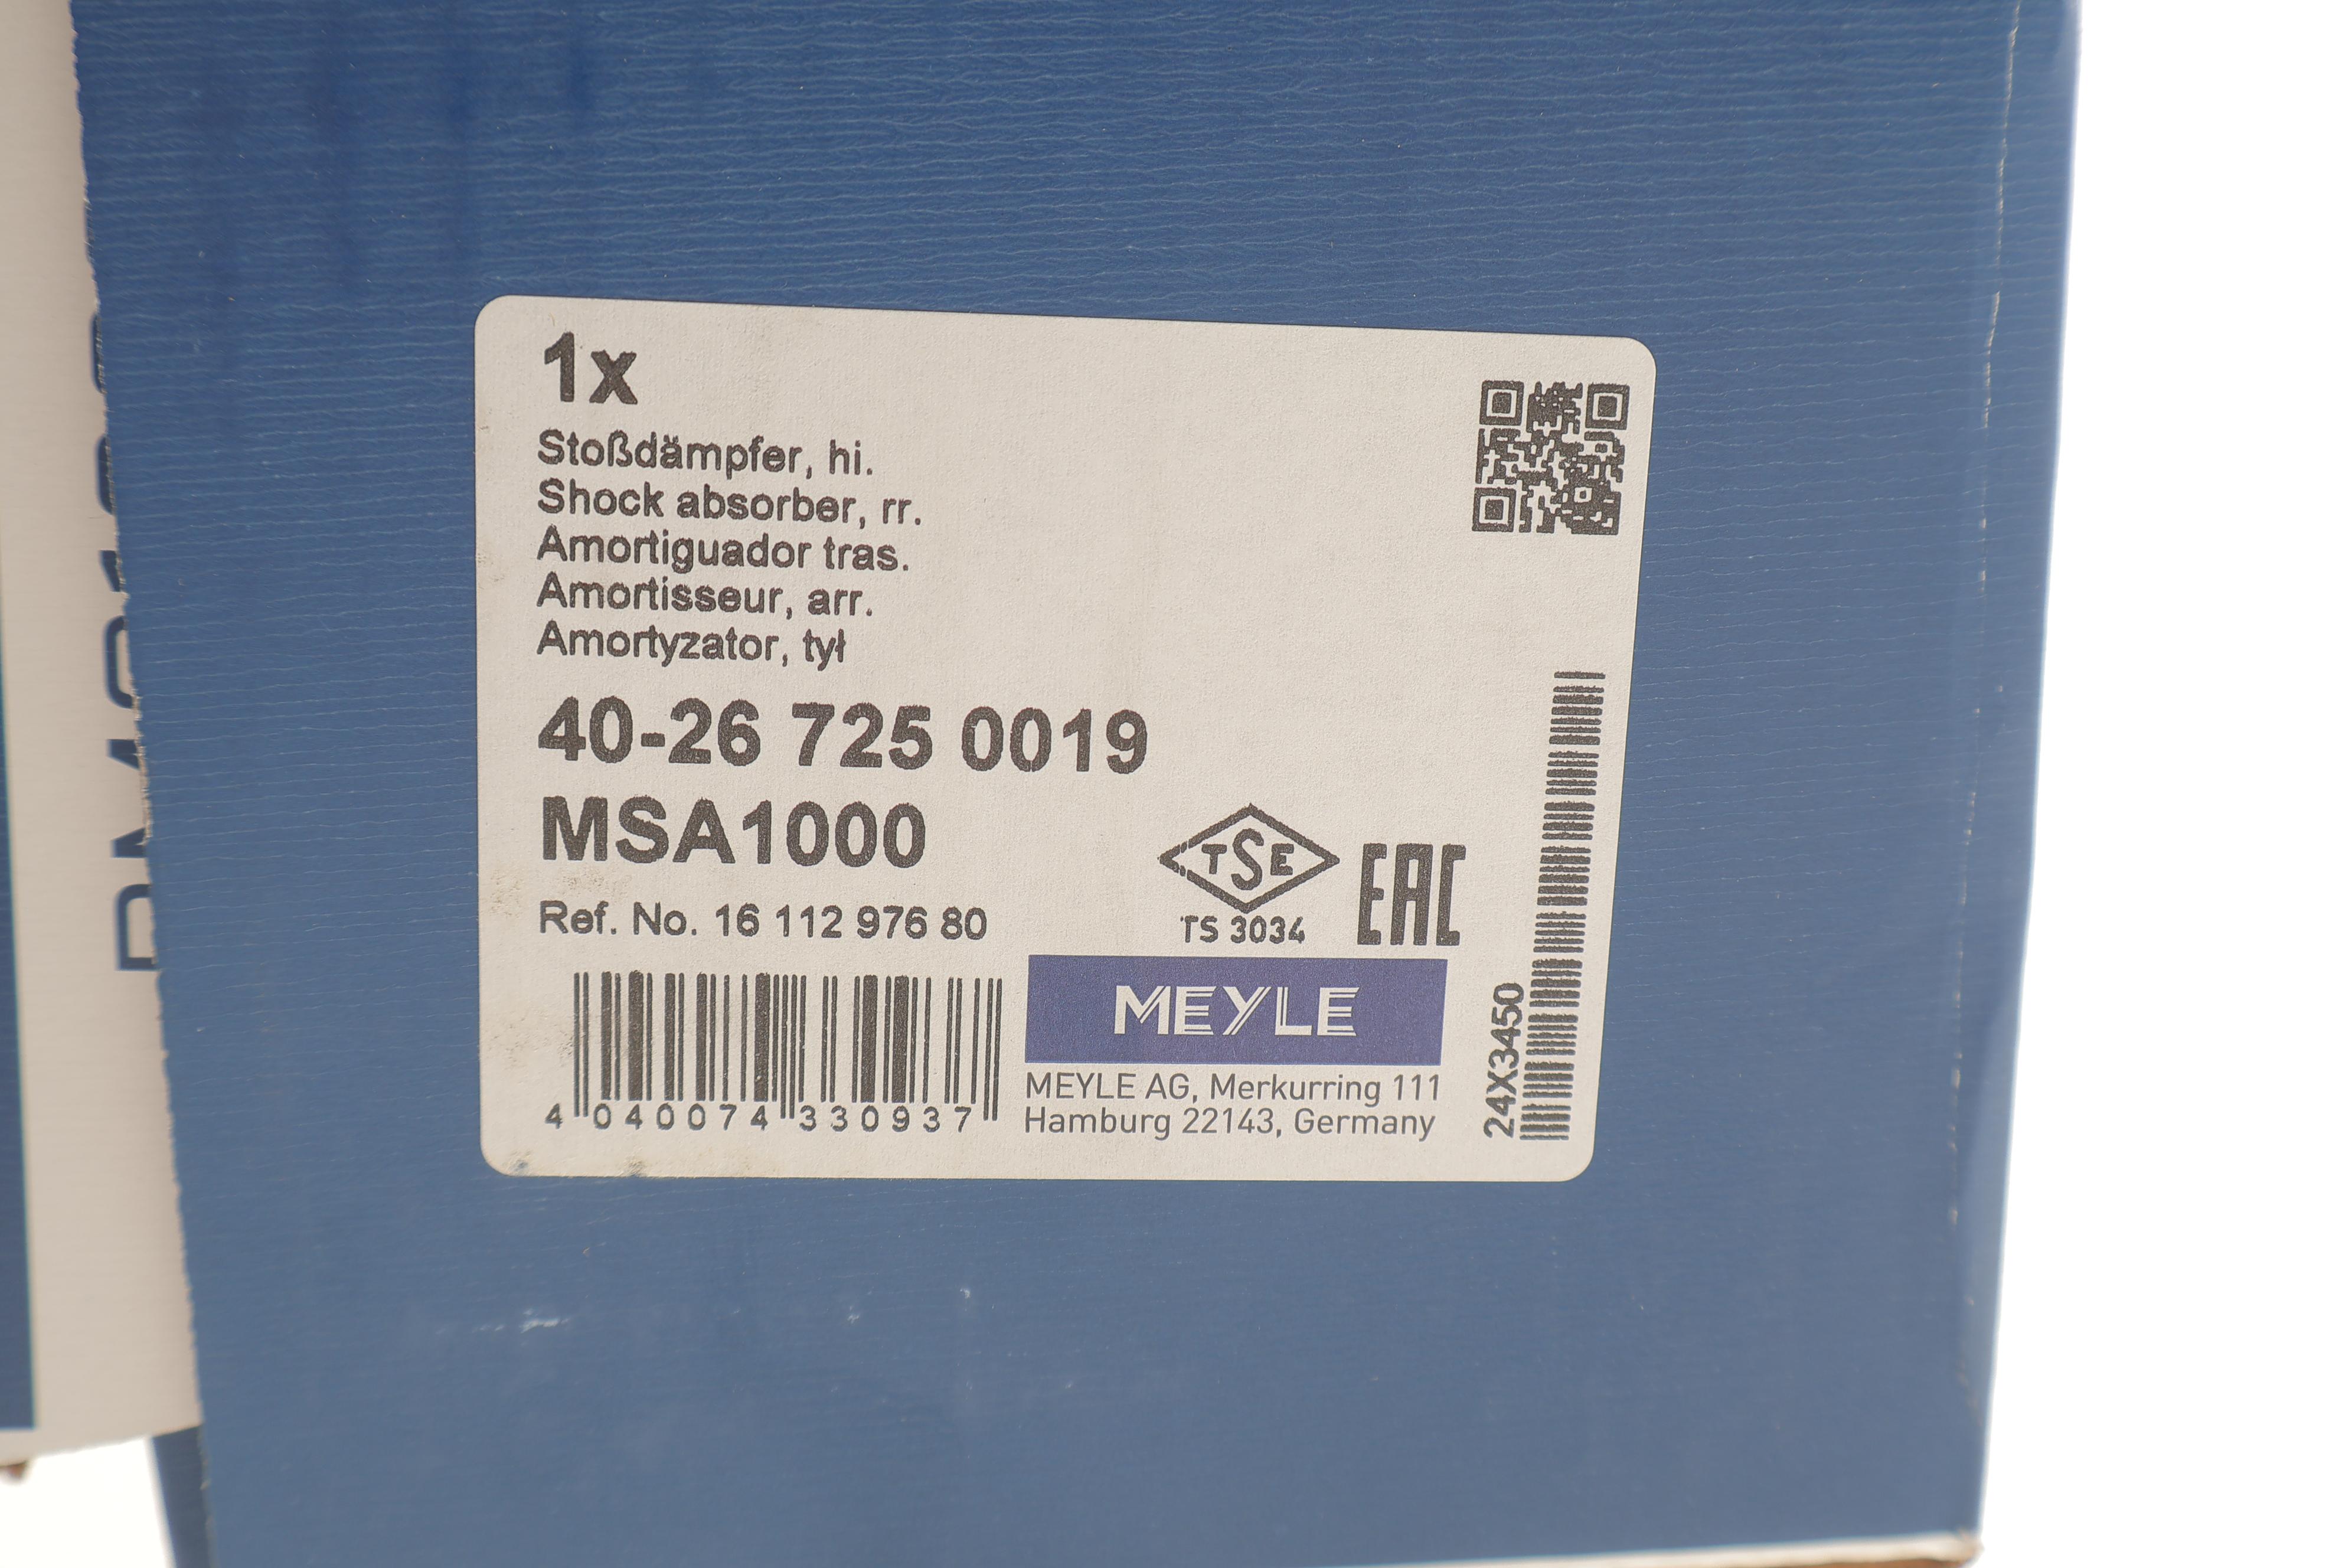 1x
Stoßdämpfer, hi.
Shock absorber, rr.
Amortiguador tras.
Amortisseur, arr.
Amortyzator, tył
40-26 725 0019
MSA1000
Ref. No. 16 112 976 80
TSE
TS 3034
EAC
MEYLE
MEYLE AG, Merkurring 111
Hamburg 22143, Germany
4 040074 330937
24X3450